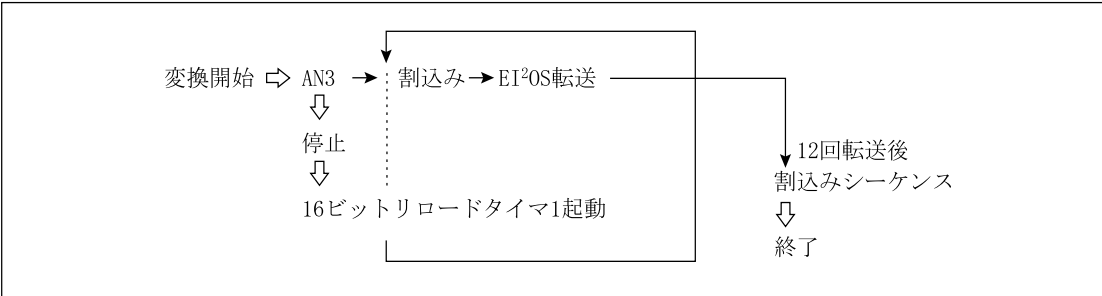 変換開始 ⇨ AN3 → 割込み → EI²OS転送
停止
12回転送後
割込みシーケンス
16ビットリロードタイマ1起動
終了